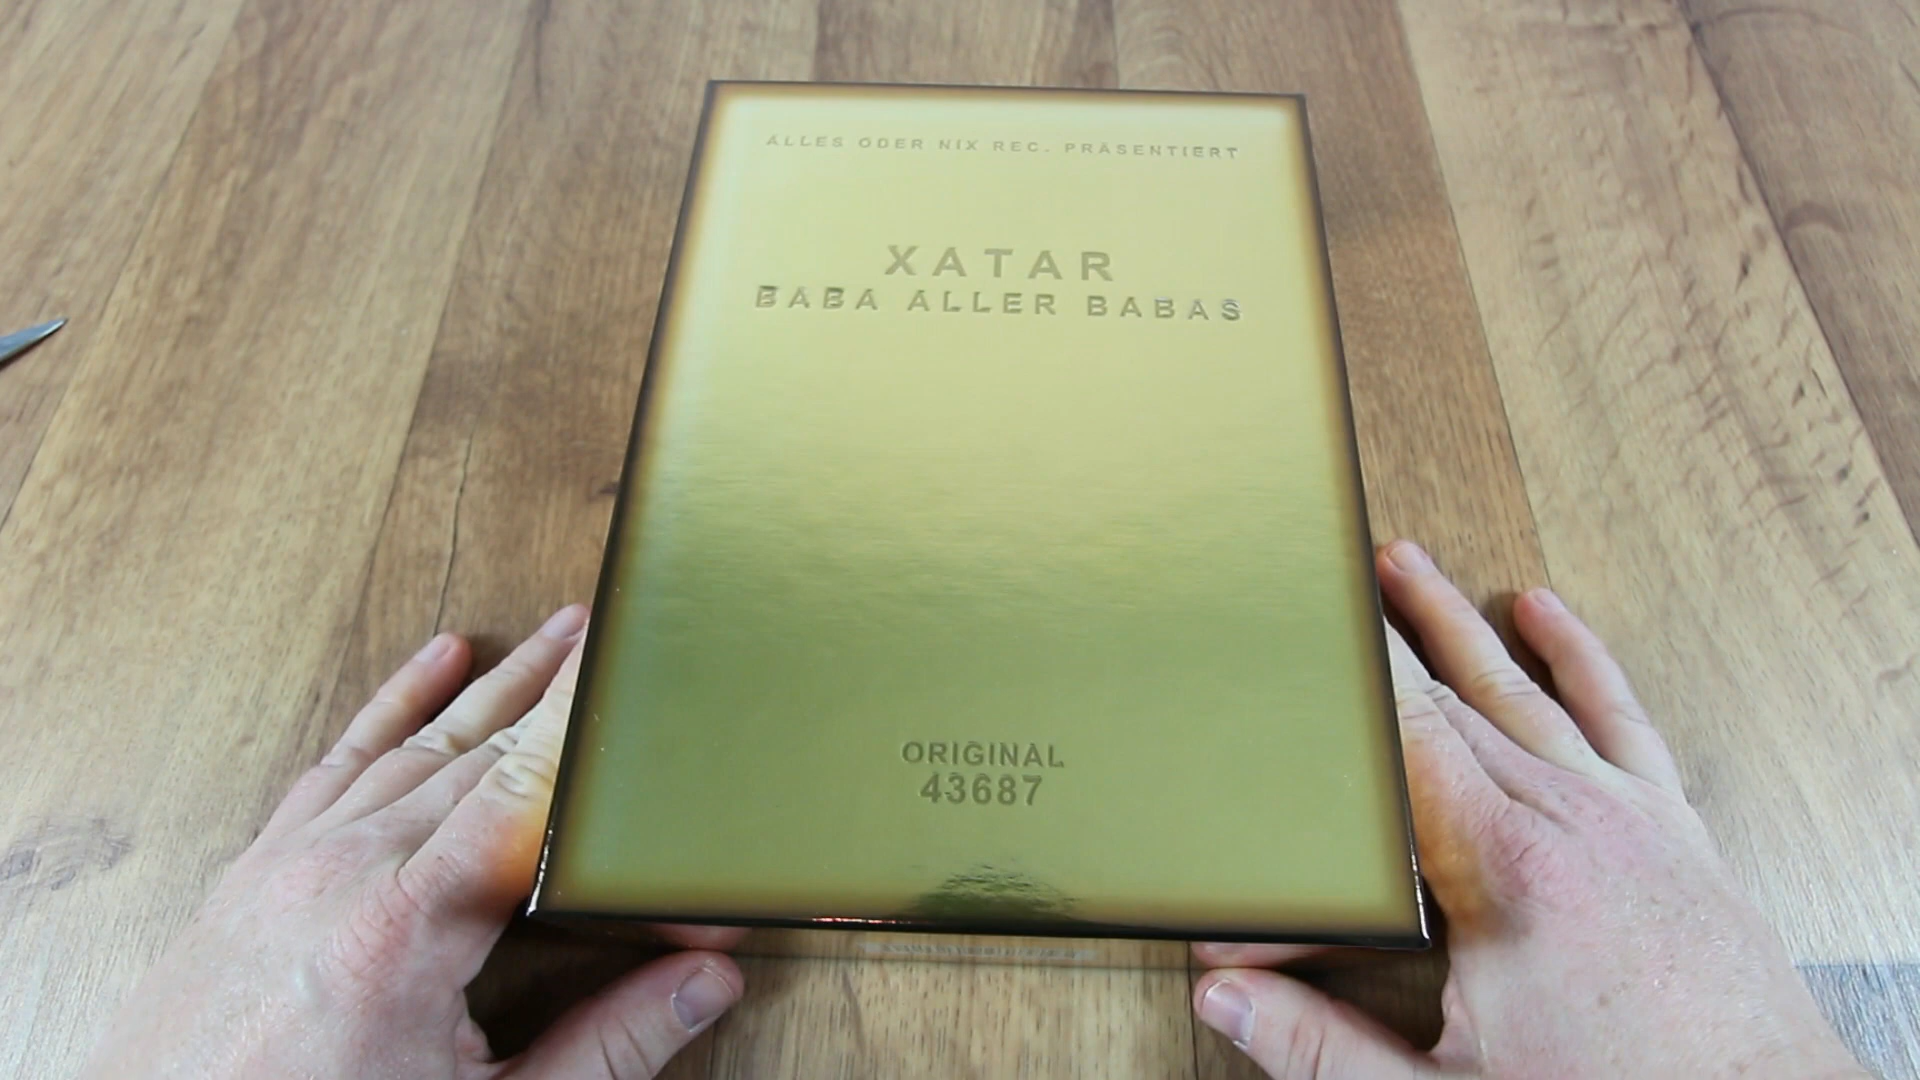 ALLES ODER NIX REC. PRÄSENTIERT
XATAR
BABA ALLER BABAS
ORIGINAL
43687